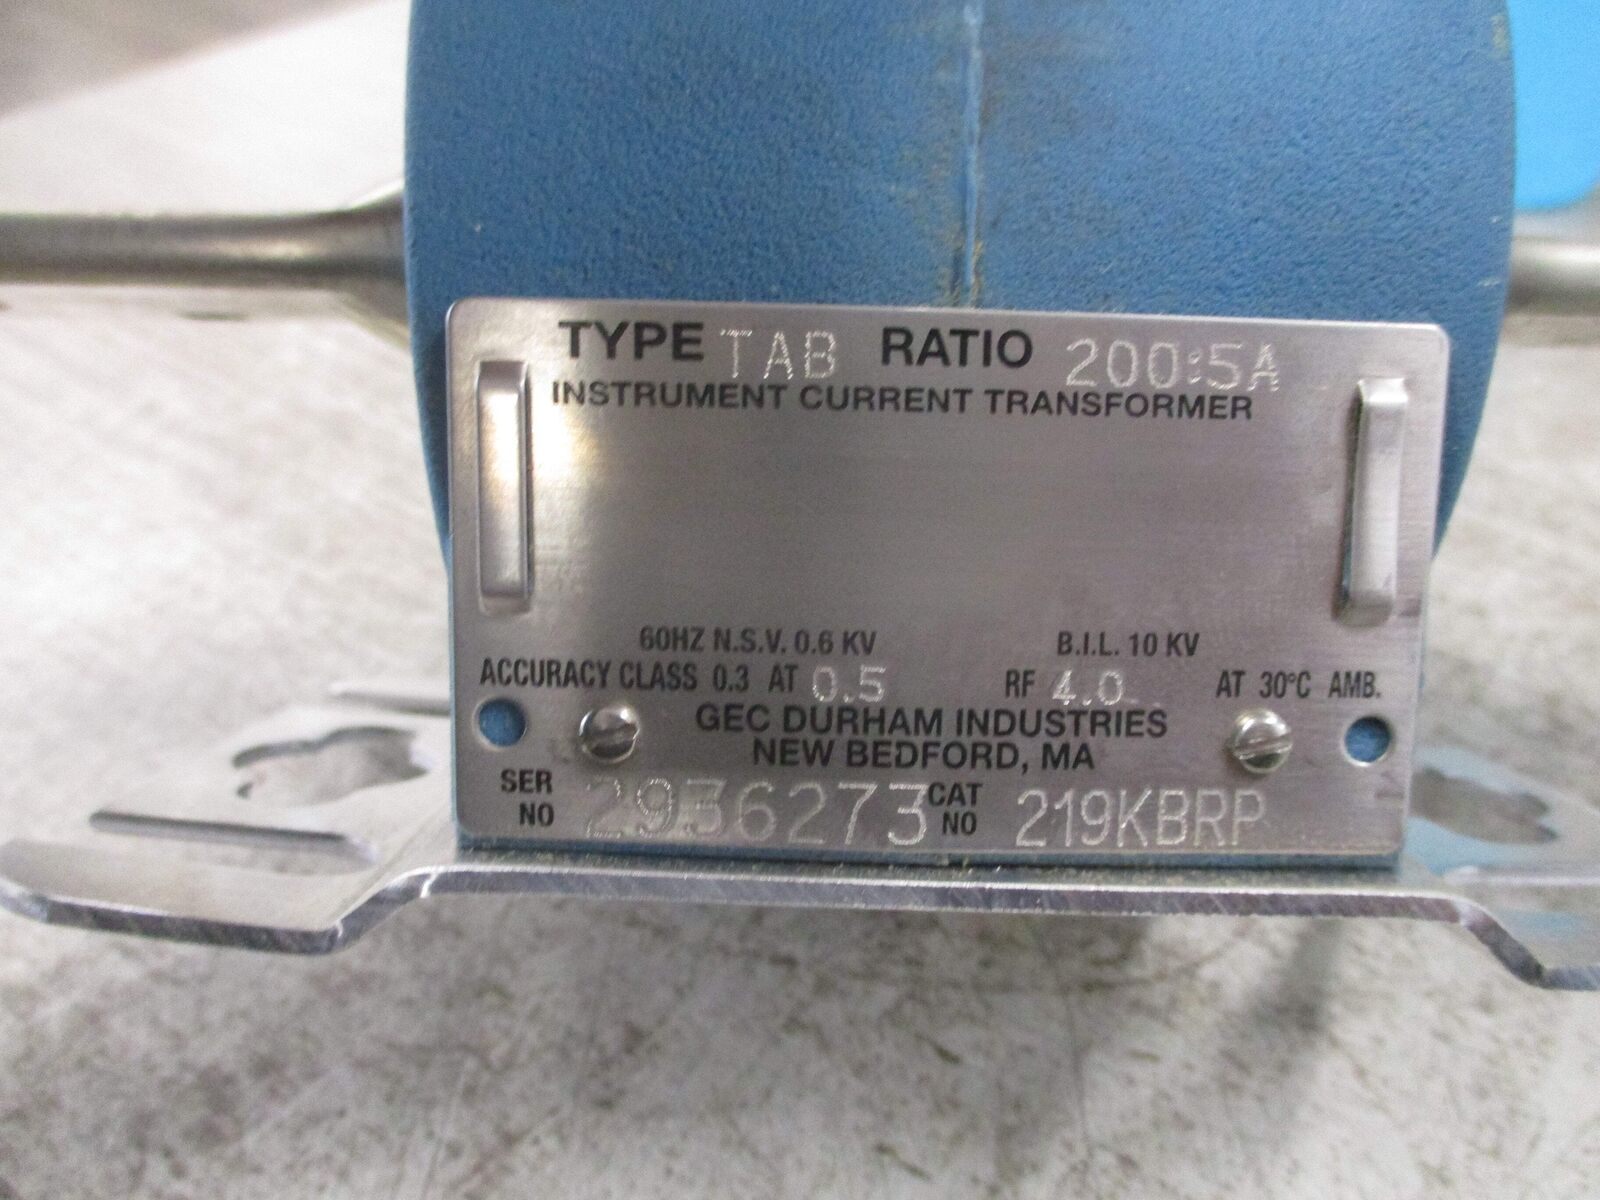 TYPE TAB RATIO 200:5A
INSTRUMENT CURRENT TRANSFORMER
60HZ N.S.V. 0.6 KV B.I.L. 10 KV
ACCURACY CLASS 0.3 AT 0.5 RF 4.0 AT 30°C AMB.
GEC DURHAM INDUSTRIES
NEW BEDFORD, MA
SER NO 2936273 CAT NO 219KBRP